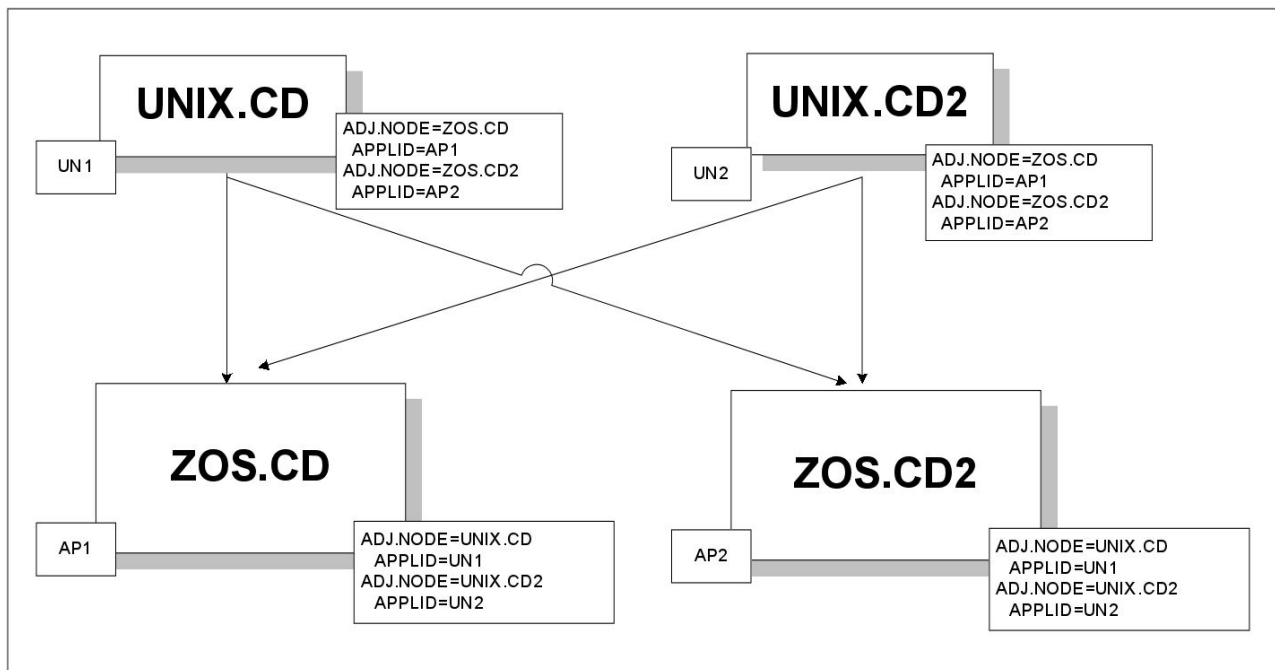 UNIX.CD
UN1
ADJ.NODE=ZOS.CD
APPLID=AP1
ADJ.NODE=ZOS.CD2
APPLID=AP2
UNIX.CD2
UN2
ADJ.NODE=ZOS.CD
APPLID=AP1
ADJ.NODE=ZOS.CD2
APPLID=AP2
ZOS.CD
AP1
ADJ.NODE=UNIX.CD
APPLID=UN1
ADJ.NODE=UNIX.CD2
APPLID=UN2
ZOS.CD2
AP2
ADJ.NODE=UNIX.CD
APPLID=UN1
ADJ.NODE=UNIX.CD2
APPLID=UN2